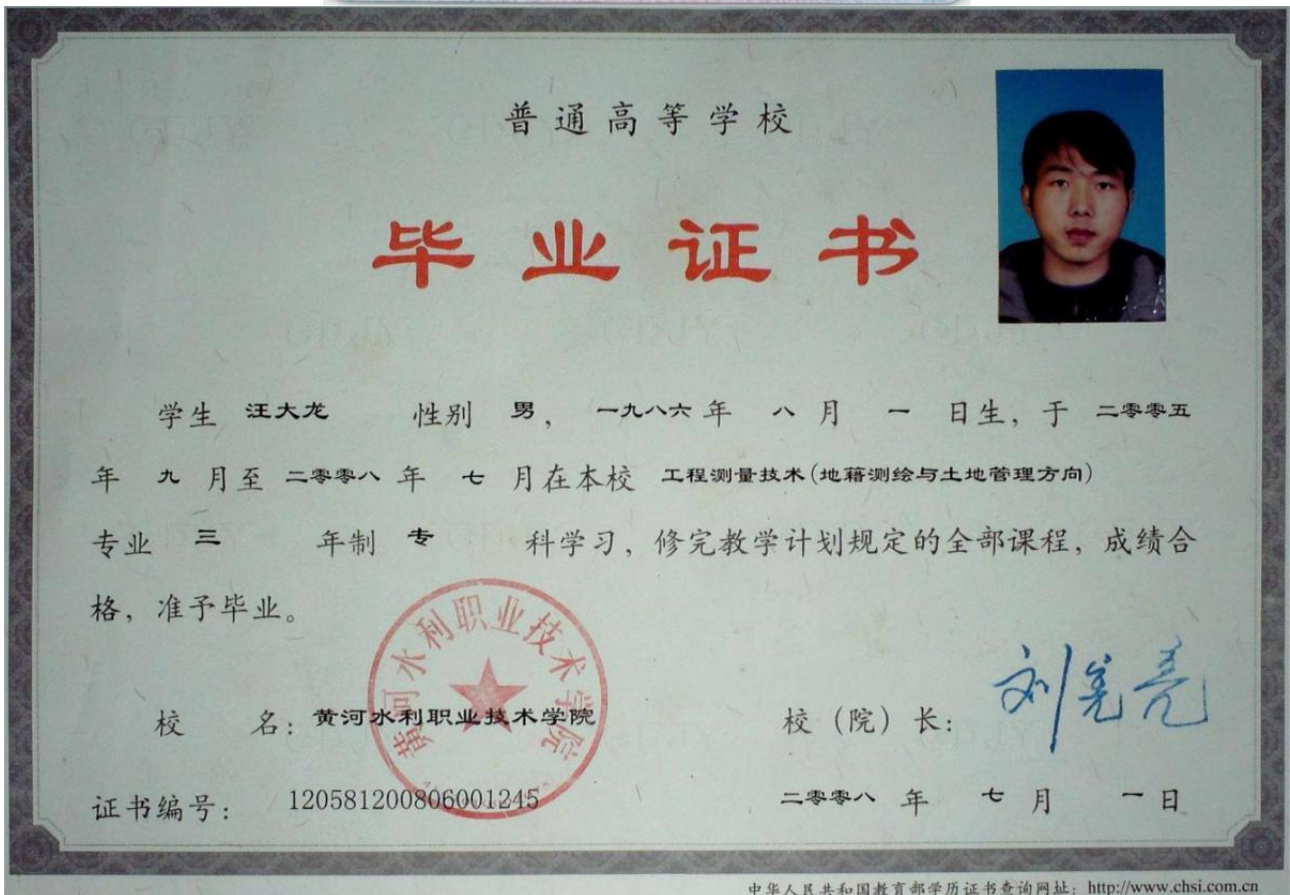 普通高等学校
毕业证书
学生 汪大龙 性别 男, 一九八六 年 八 月 一 日生, 于 二零零五
年 九 月至 二零零八 年 七 月在本校 工程测量技术(地籍测绘与土地管理方向)
专业 三 年制 专 科学习, 修完教学计划规定的全部课程, 成绩合
格, 准予毕业。
黄河水利职业技术学院
校 名: 黄河水利职业技术学院 校(院)长: 刘宪亮
证书编号: 120581200806001245 二零零八 年 七 月 一 日
中华人民共和国教育部学历证书查询网址: http://www.chsi.com.cn